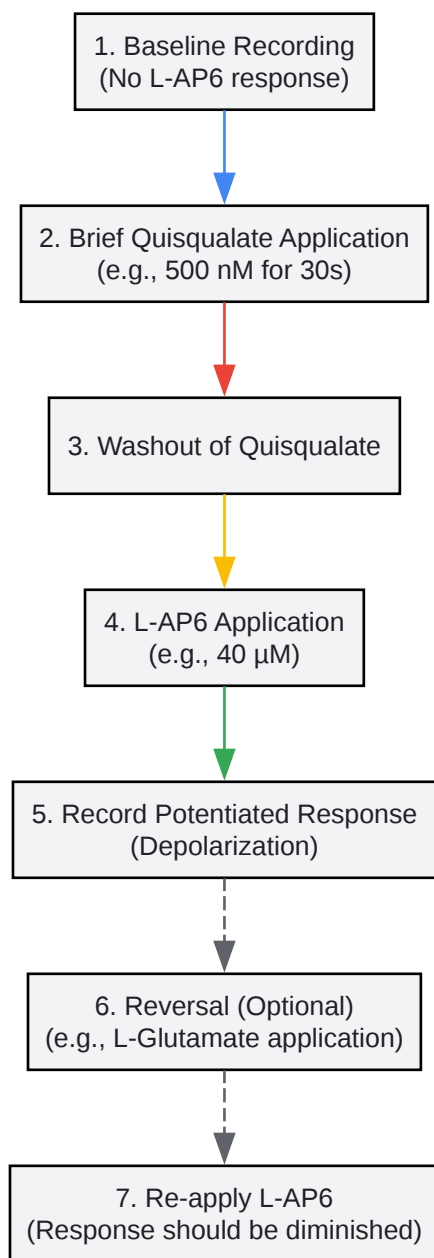 1. Baseline Recording
(No L-AP6 response)
2. Brief Quisqualate Application
(e.g., 500 nM for 30s)
3. Washout of Quisqualate
4. L-AP6 Application
(e.g., 40 µM)
5. Record Potentiated Response
(Depolarization)
6. Reversal (Optional)
(e.g., L-Glutamate application)
7. Re-apply L-AP6
(Response should be diminished)